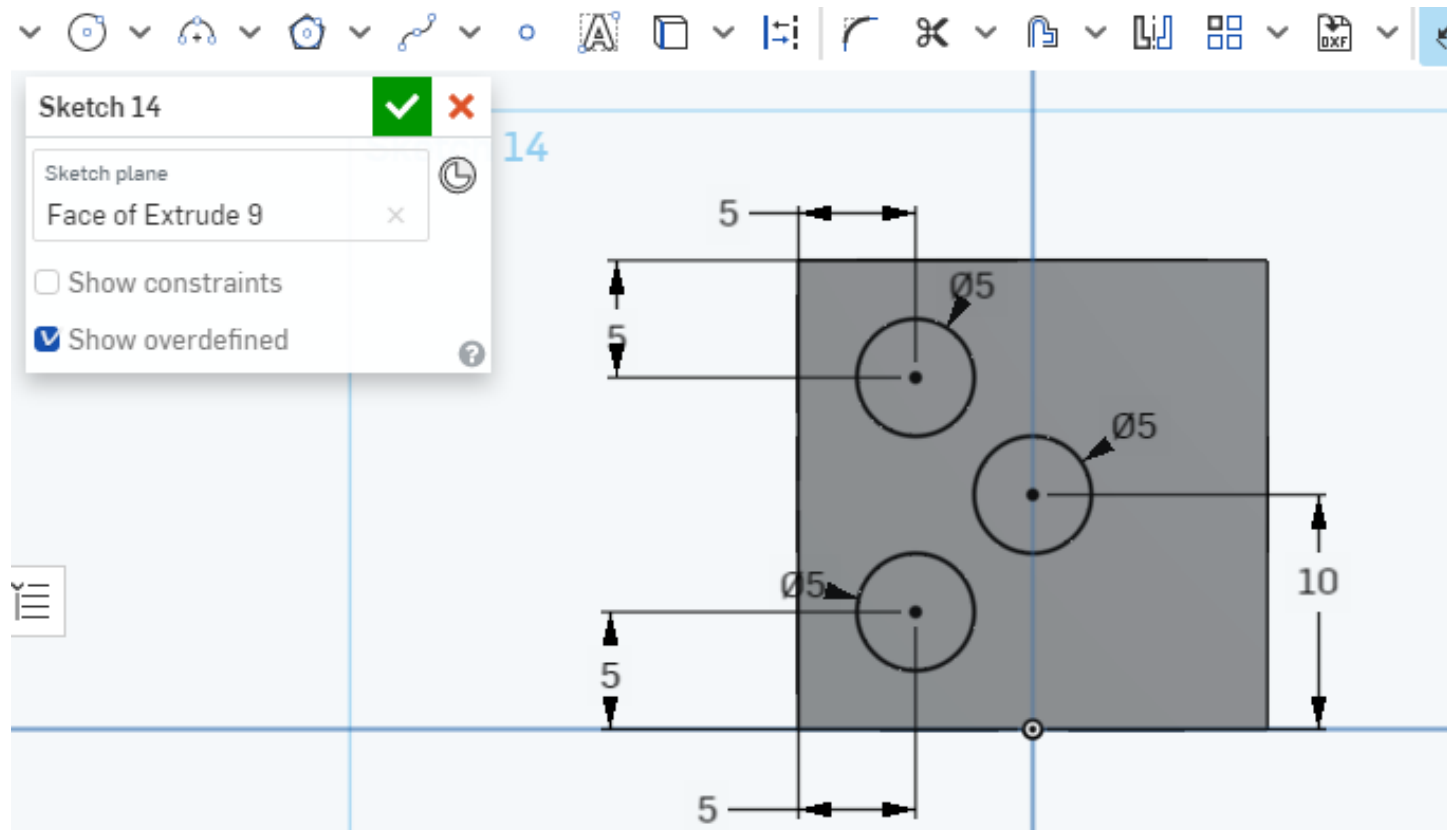 A
DXF
Sketch 14
14
Sketch plane
Face of Extrude 9
×
Show constraints
Show overdefined
?
5
5
Ø5
Ø5
Ø5
10
5
5